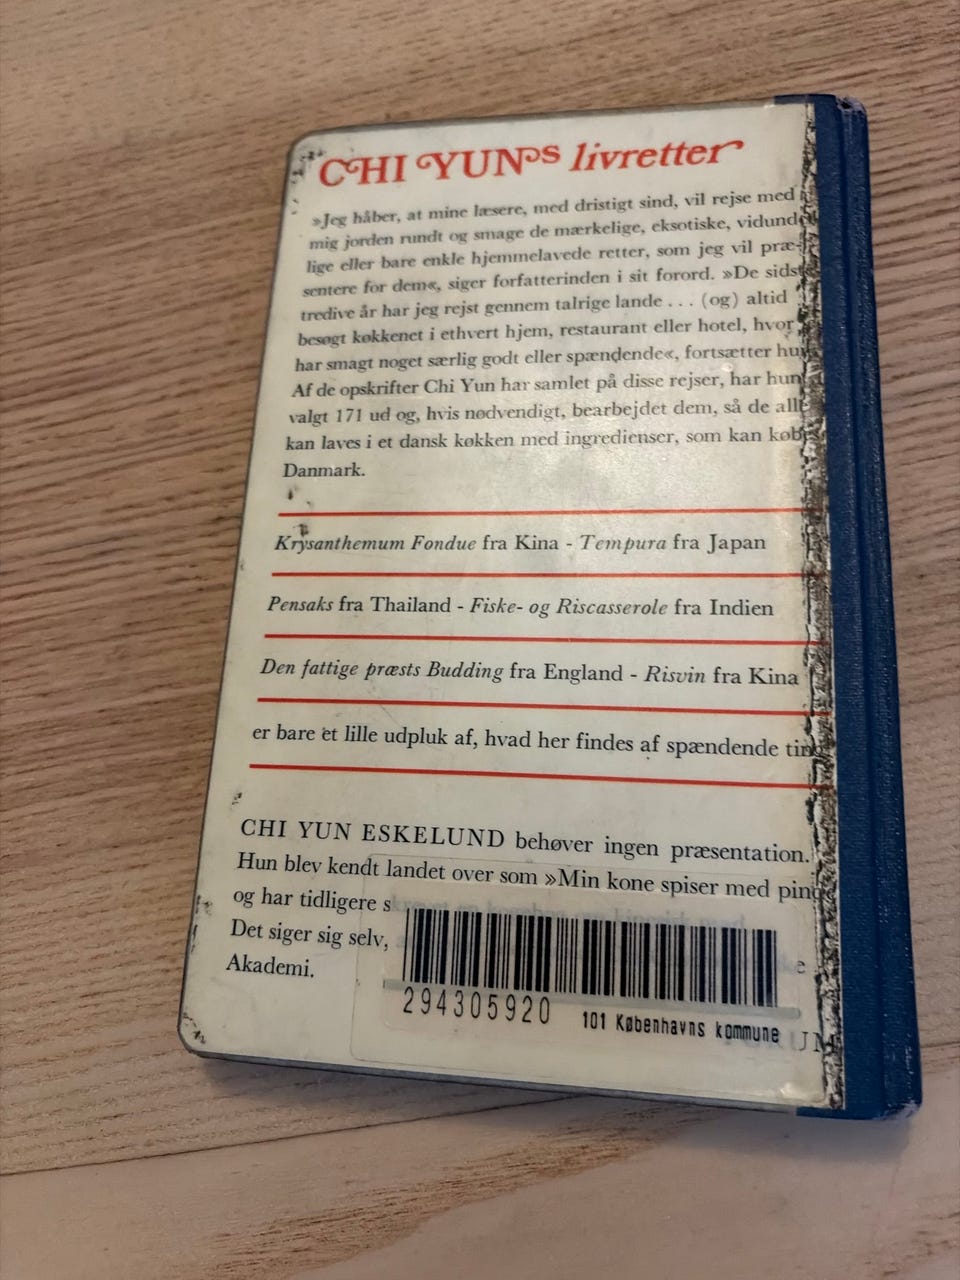 CHI YUNs livretter
»Jeg håber, at mine læsere, med dristigt sind, vil rejse med
mig jorden rundt og smage de mærkelige, eksotiske,
lige eller bare enkle hjemmelavede retter, som jeg vil præ-
sentere for dem«, siger forfatterinden i sit forord. »De
tredive år har jeg rejst gennem talrige lande . . . (og) altid
besøgt køkkenet i ethvert hjem, restaurant eller hotel, hvor
har smagt noget særlig godt eller spændende«, fortsætter
Af de opskrifter Chi Yun har samlet på disse rejser, har hun
valgt 171 ud og, hvis nødvendigt, bearbejdet dem, så de
kan laves i et dansk køkken med ingredienser, som kan
Danmark.
Krysanthemum Fondue fra Kina - Tempura fra Japan
Pensaks fra Thailand - Fiske- og Riscasserole fra Indien
Den fattige præsts Budding fra England - Risvin fra Kina
er bare et lille udpluk af, hvad her findes af spændende
CHI YUN ESKELUND behøver ingen præsentation.
Hun blev kendt landet over som »Min kone spiser med
og har tidligere
Det siger sig selv,
Akademi.
294305920 101 Københavns kommune